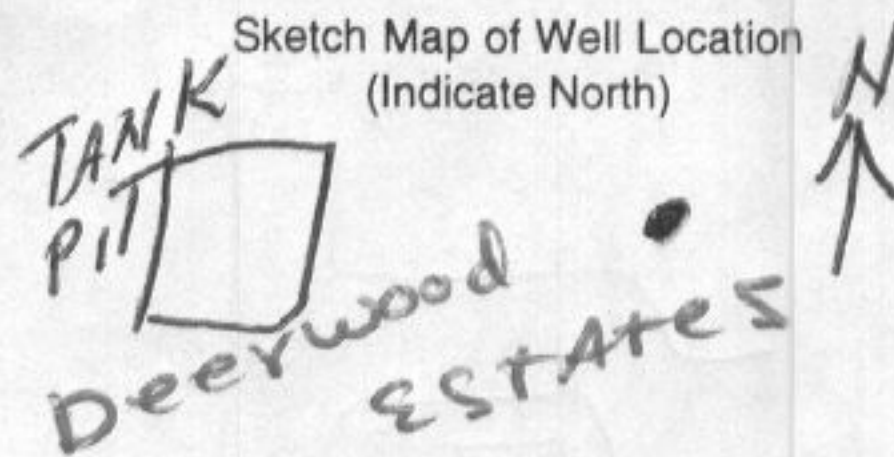 Sketch Map of Well Location
(Indicate North)
N
TANK
PIT
Deerwood
EStAtes